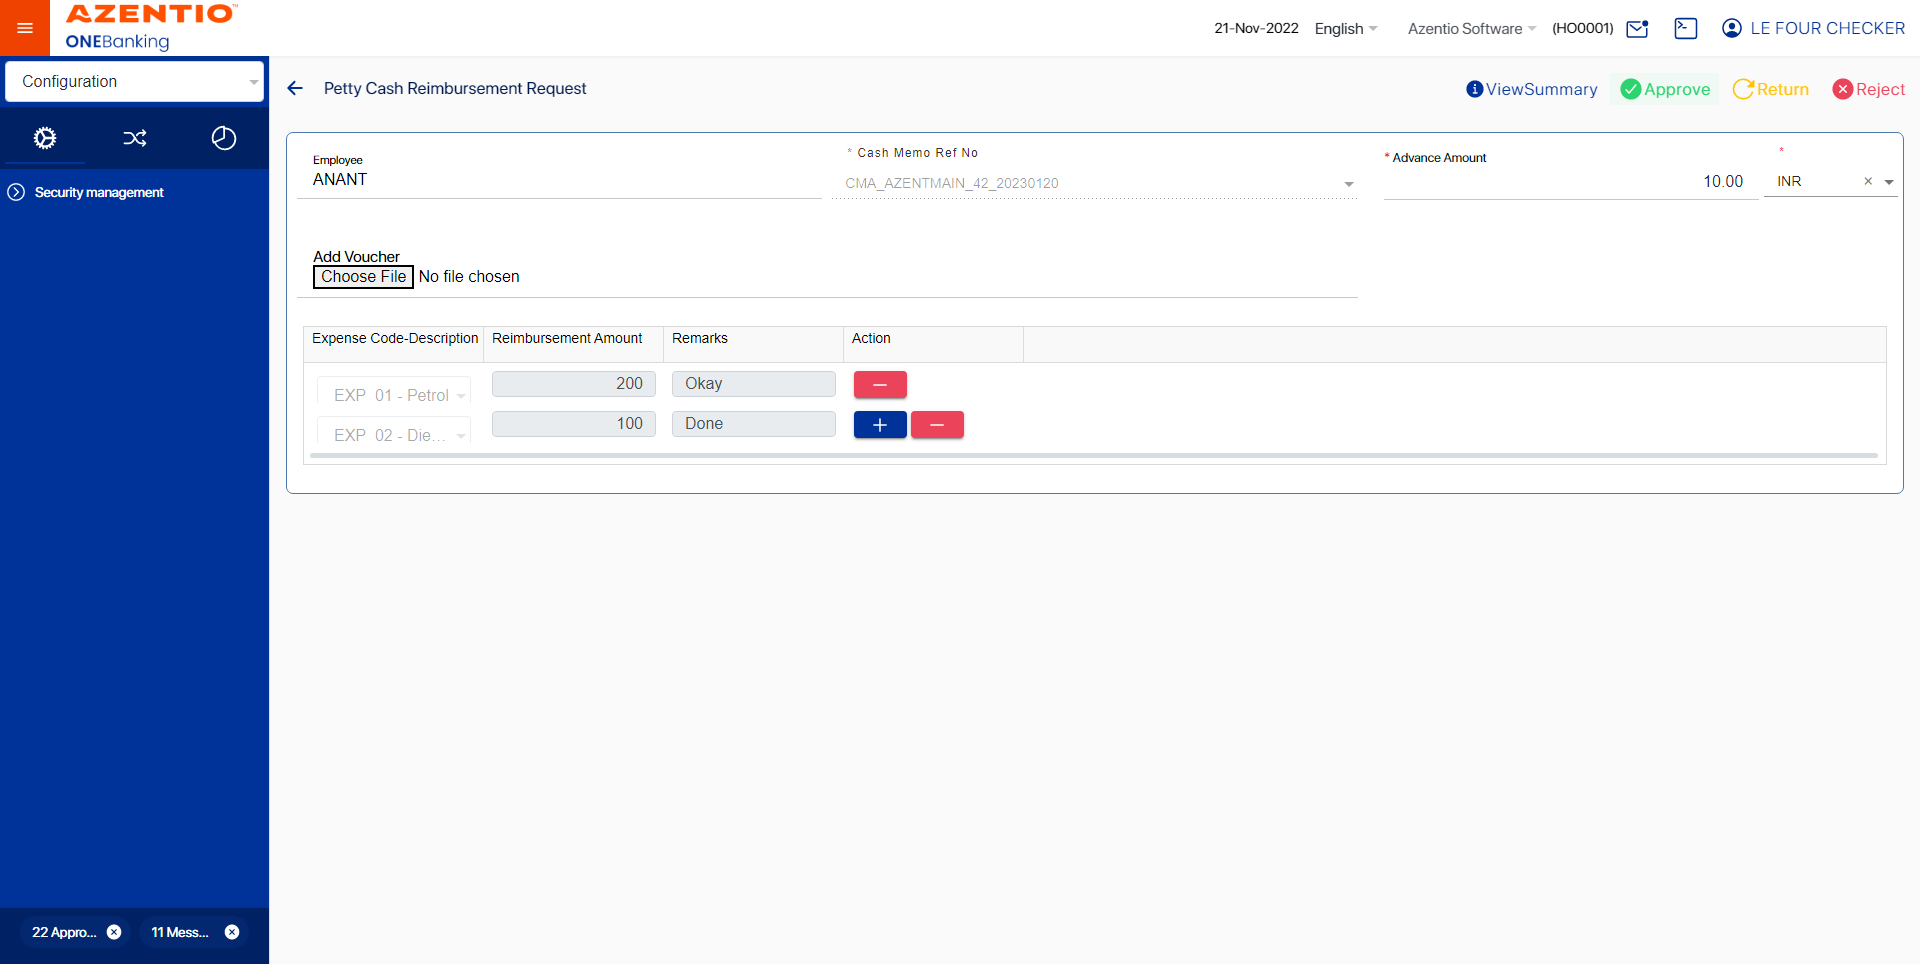 AZENTIO™
ONEBanking
21-Nov-2022 English Azentio Software (HO0001) LE FOUR CHECKER
Configuration
Security management
22 Appro...
11 Mess...
Petty Cash Reimbursement Request
ViewSummary Approve Return Reject
Employee
ANANT
* Cash Memo Ref No
CMA_AZENTMAIN_42_20230120
* Advance Amount
10.00
*
INR
Add Voucher
Choose File No file chosen
Expense Code-Description Reimbursement Amount Remarks Action
EXP 01 - Petrol 200 Okay
EXP 02 - Die... 100 Done